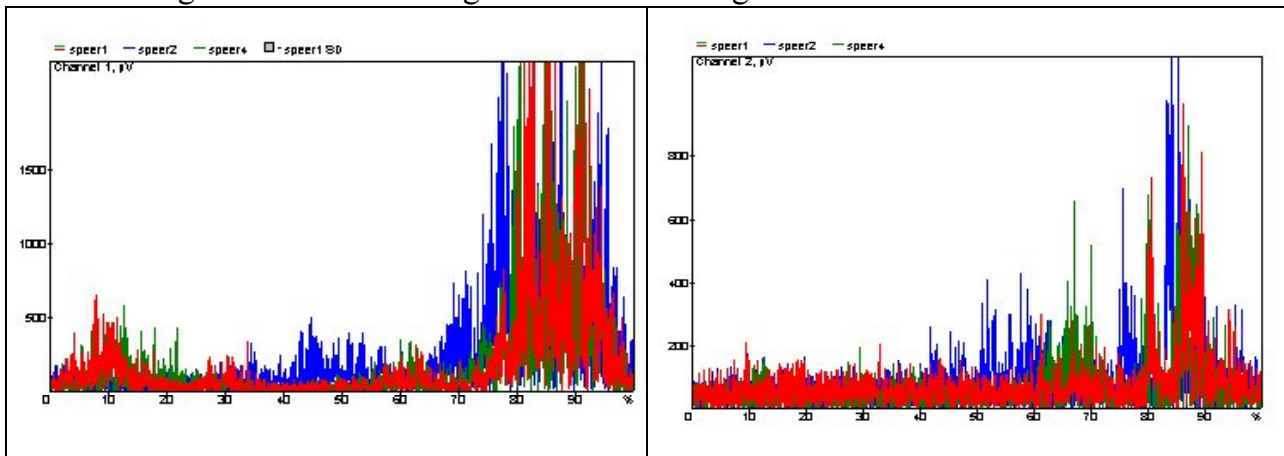 speer1 speer2 speer4 - speer1 SD
Channel 1, µV
1500
1000
500
0 10 20 30 40 50 60 70 80 90 %
speer1 speer2 speer4
Channel 2, µV
800
600
400
200
0 10 20 30 40 50 60 70 80 90 %